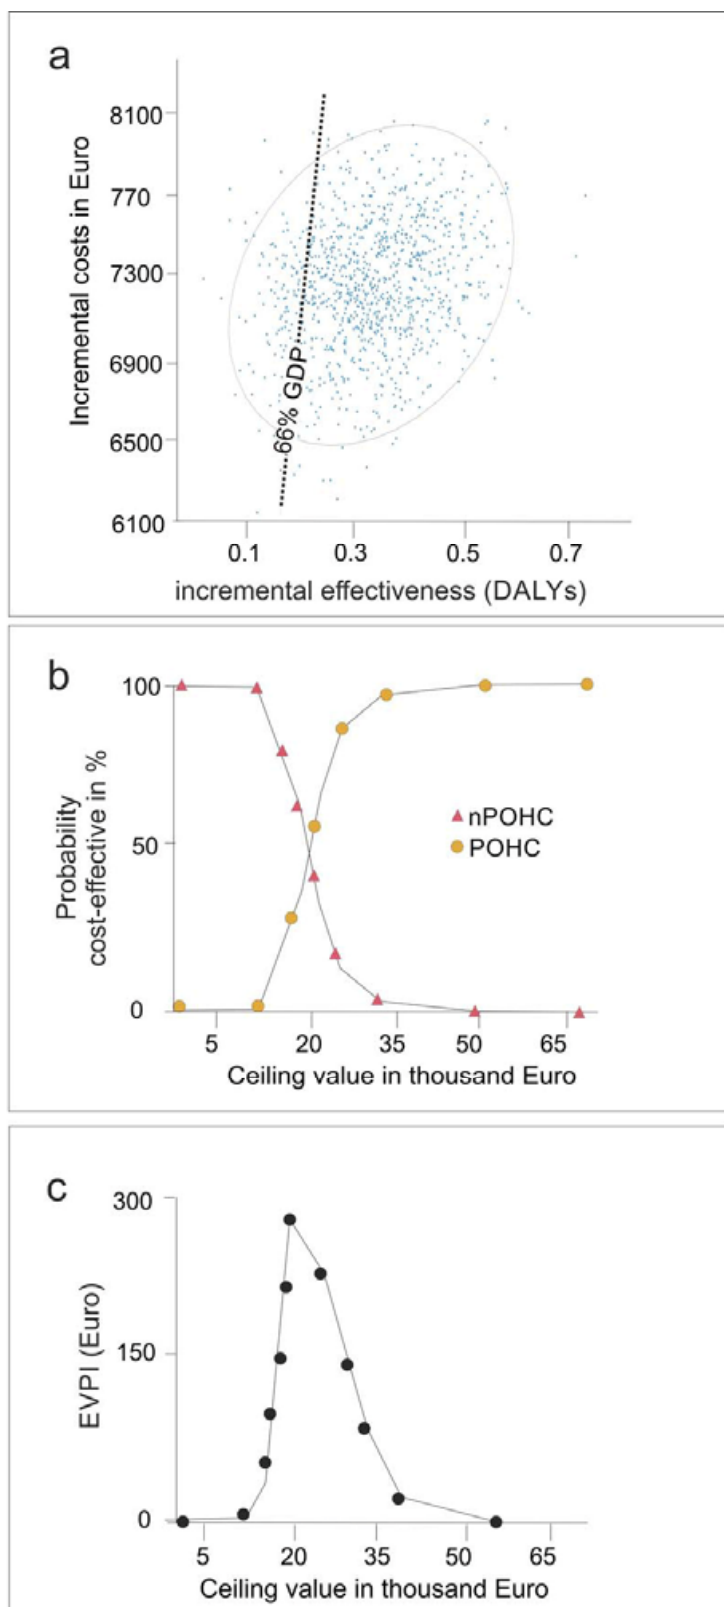 a
Incremental costs in Euro
8100
770
7300
6900
6500
6100
66% GDP
0.1 0.3 0.5 0.7
incremental effectiveness (DALYs)
b
Probability
cost-effective in %
100
50
0
nPOHC
POHC
5 20 35 50 65
Ceiling value in thousand Euro
c
EVPI (Euro)
300
150
0
5 20 35 50 65
Ceiling value in thousand Euro